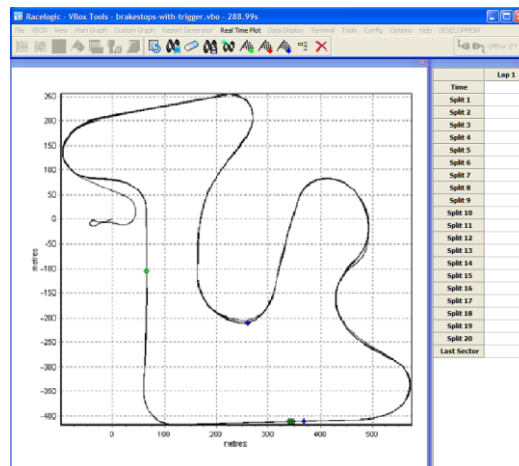 Racelogic - VBox Tools - brakestops-with-trigger.vbo - 288.99s
File VBOX View Main Graph Custom Graph Report Generator Real Time Plot Data Display Terminal Tools Config Options Help DEVELOPMENT
Offline (F1)
Lap 1
Time
Split 1
Split 2
Split 3
Split 4
Split 5
Split 6
Split 7
Split 8
Split 9
Split 10
Split 11
Split 12
Split 13
Split 14
Split 15
Split 16
Split 17
Split 18
Split 19
Split 20
Last Sector
250
200
150
100
50
0
-50
-100
-150
-200
-250
-300
-350
-400
metres
0 100 200 300 400 500
metres